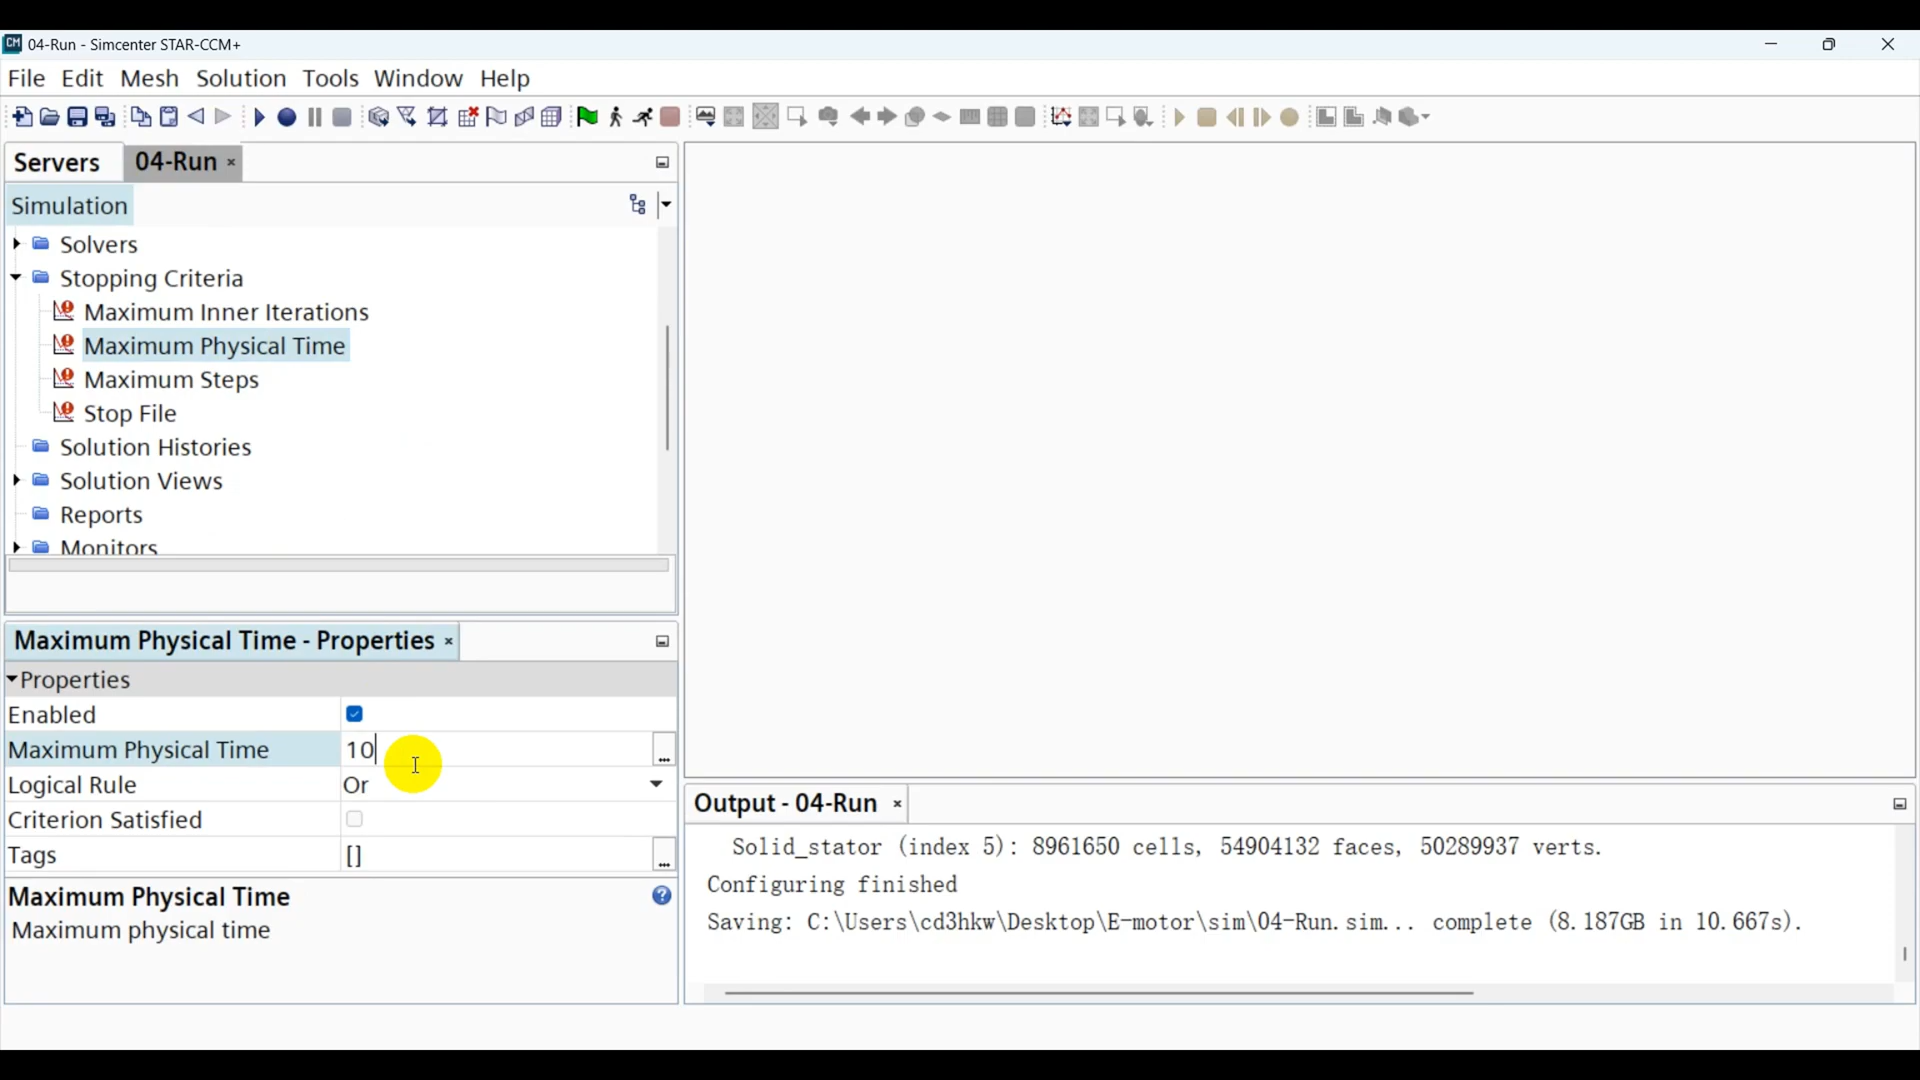 CM 04-Run - Simcenter STAR-CCM+
File Edit Mesh Solution Tools Window Help
Servers 04-Run ×
Simulation
Solvers
Stopping Criteria
Maximum Inner Iterations
Maximum Physical Time
Maximum Steps
Stop File
Solution Histories
Solution Views
Reports
Monitors
Maximum Physical Time - Properties ×
Properties
Enabled
Maximum Physical Time 10 ...
Logical Rule Or
Criterion Satisfied
Tags [] ...
Maximum Physical Time ?
Maximum physical time
Output - 04-Run ×
Solid_stator (index 5): 8961650 cells, 54904132 faces, 50289937 verts.
Configuring finished
Saving: C:\Users\cd3hkw\Desktop\E-motor\sim\04-Run.sim... complete (8.187GB in 10.667s).